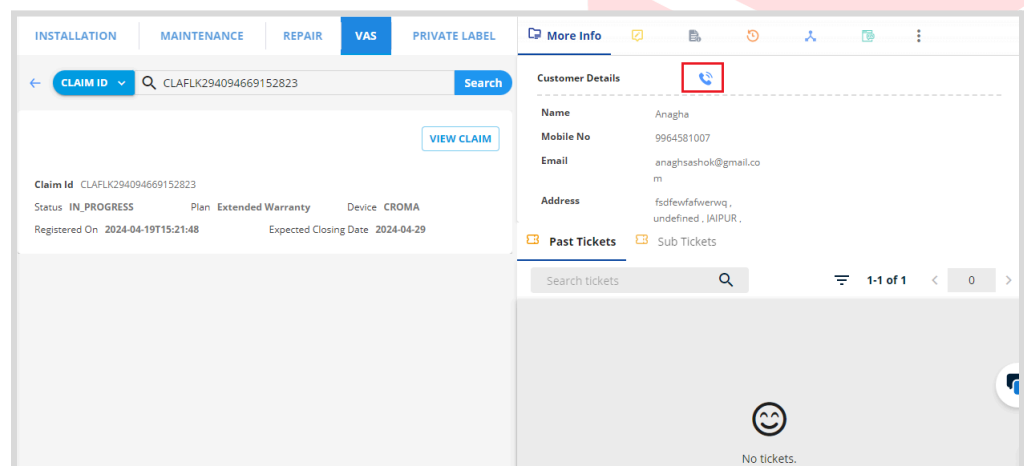 INSTALLATION MAINTENANCE REPAIR VAS PRIVATE LABEL
CLAIM ID CLAFLK294094669152823 Search
VIEW CLAIM
Claim Id CLAFLK294094669152823
Status IN_PROGRESS Plan Extended Warranty Device CROMA
Registered On 2024-04-19T15:21:48 Expected Closing Date 2024-04-29
More Info
Customer Details
Name Anagha
Mobile No 9964581007
Email anaghsashok@gmail.co
m
Address fsdfewfafwerwq ,
undefined , JAIPUR ,
Past Tickets Sub Tickets
Search tickets 1-1 of 1 0
No tickets.